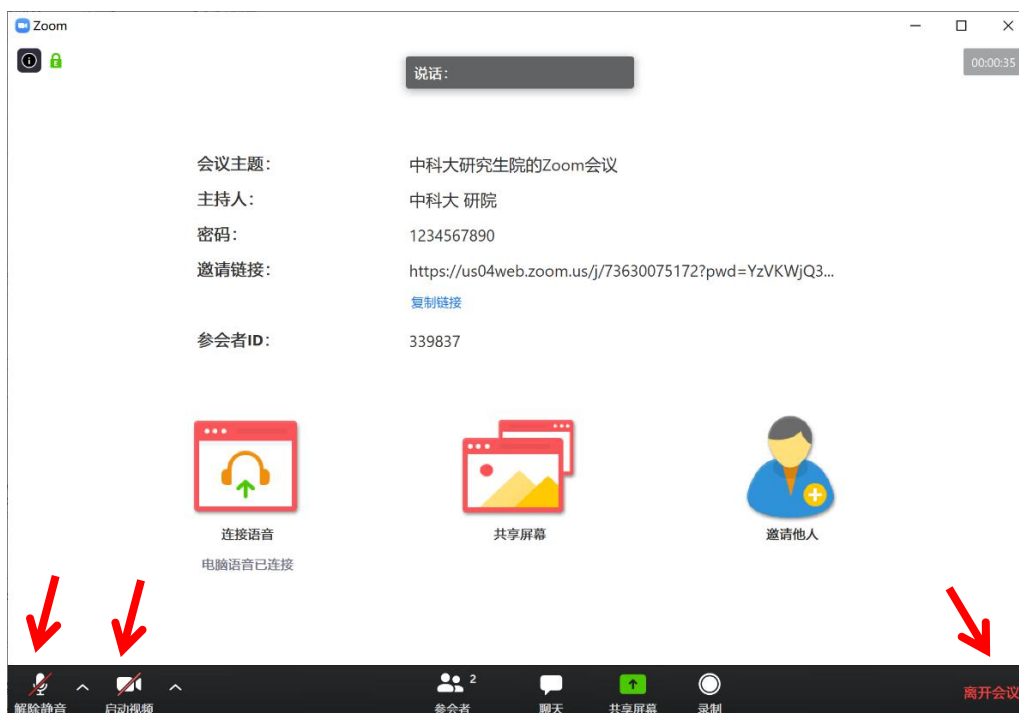 Zoom
00:00:35
说话：
会议主题： 中科大研究生院的Zoom会议
主持人： 中科大 研院
密码： 1234567890
邀请链接： https://us04web.zoom.us/j/73630075172?pwd=YzVKWjQ3...
复制链接
参会者ID： 339837
连接语音 共享屏幕 邀请他人
电脑语音已连接
2
解除静音 启动视频 参会者 聊天 共享屏幕 录制 离开会议